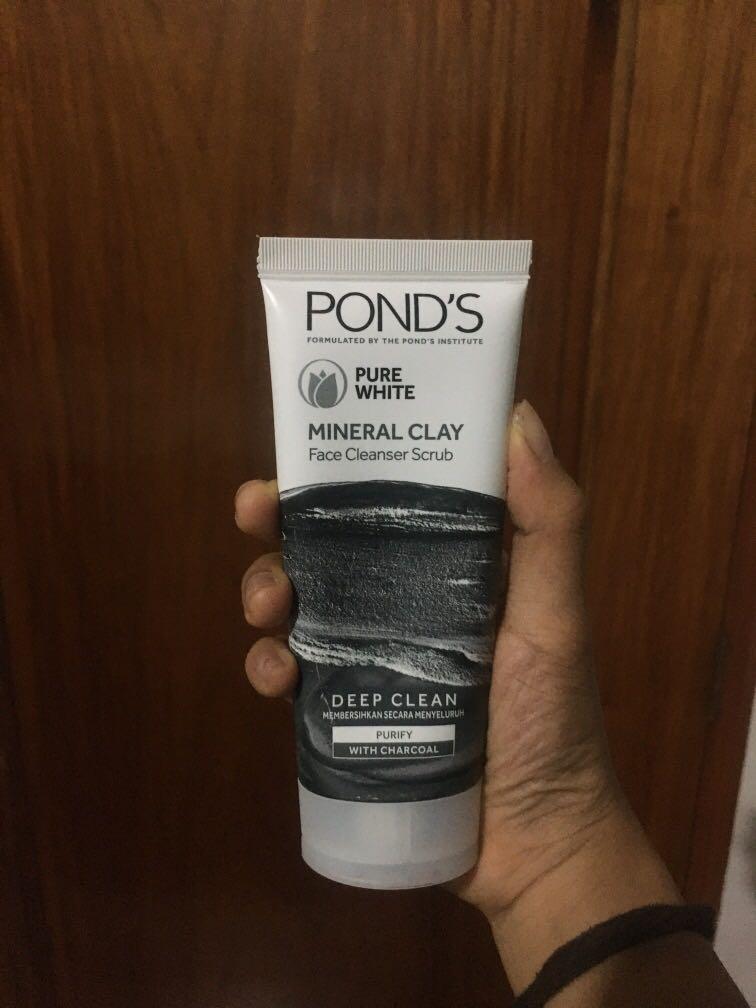 POND'S
FORMULATED BY THE POND'S INSTITUTE
PURE
WHITE
MINERAL CLAY
Face Cleanser Scrub
DEEP CLEAN
MEMBERSIHKAN SECARA MENYELURUH
PURIFY
WITH CHARCOAL